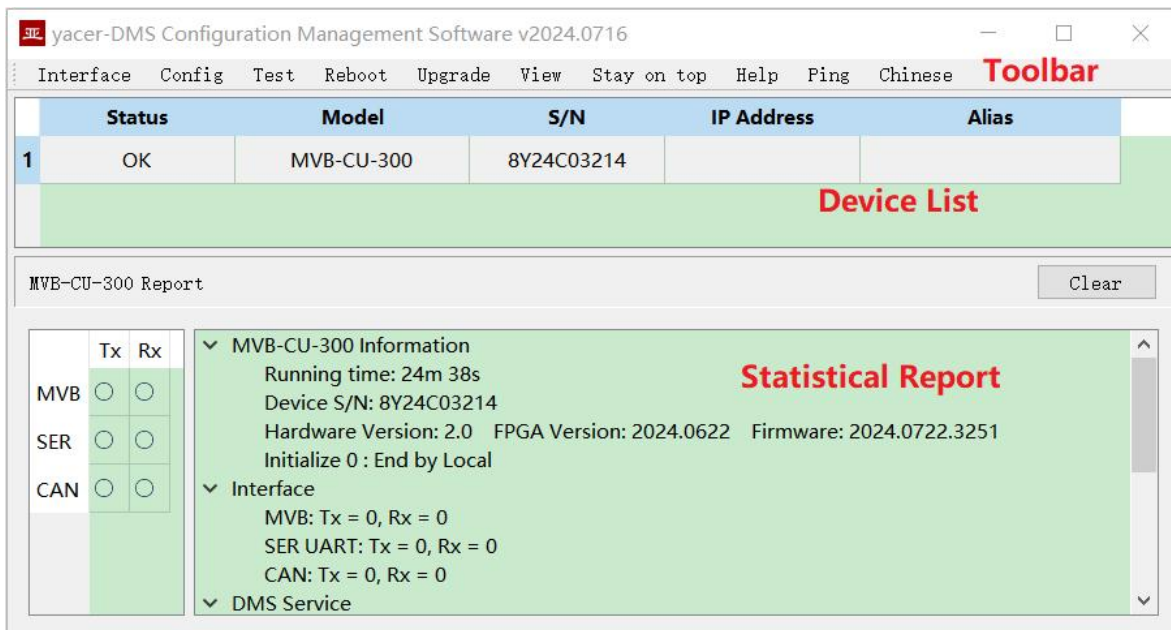 亚 yacer-DMS Configuration Management Software v2024.0716
Interface Config Test Reboot Upgrade View Stay on top Help Ping Chinese Toolbar
Status Model S/N IP Address Alias
1 OK MVB-CU-300 8Y24C03214
Device List
MVB-CU-300 Report Clear
Tx Rx
MVB
SER
CAN
MVB-CU-300 Information
Running time: 24m 38s
Statistical Report
Device S/N: 8Y24C03214
Hardware Version: 2.0 FPGA Version: 2024.0622 Firmware: 2024.0722.3251
Initialize 0 : End by Local
Interface
MVB: Tx = 0, Rx = 0
SER UART: Tx = 0, Rx = 0
CAN: Tx = 0, Rx = 0
DMS Service